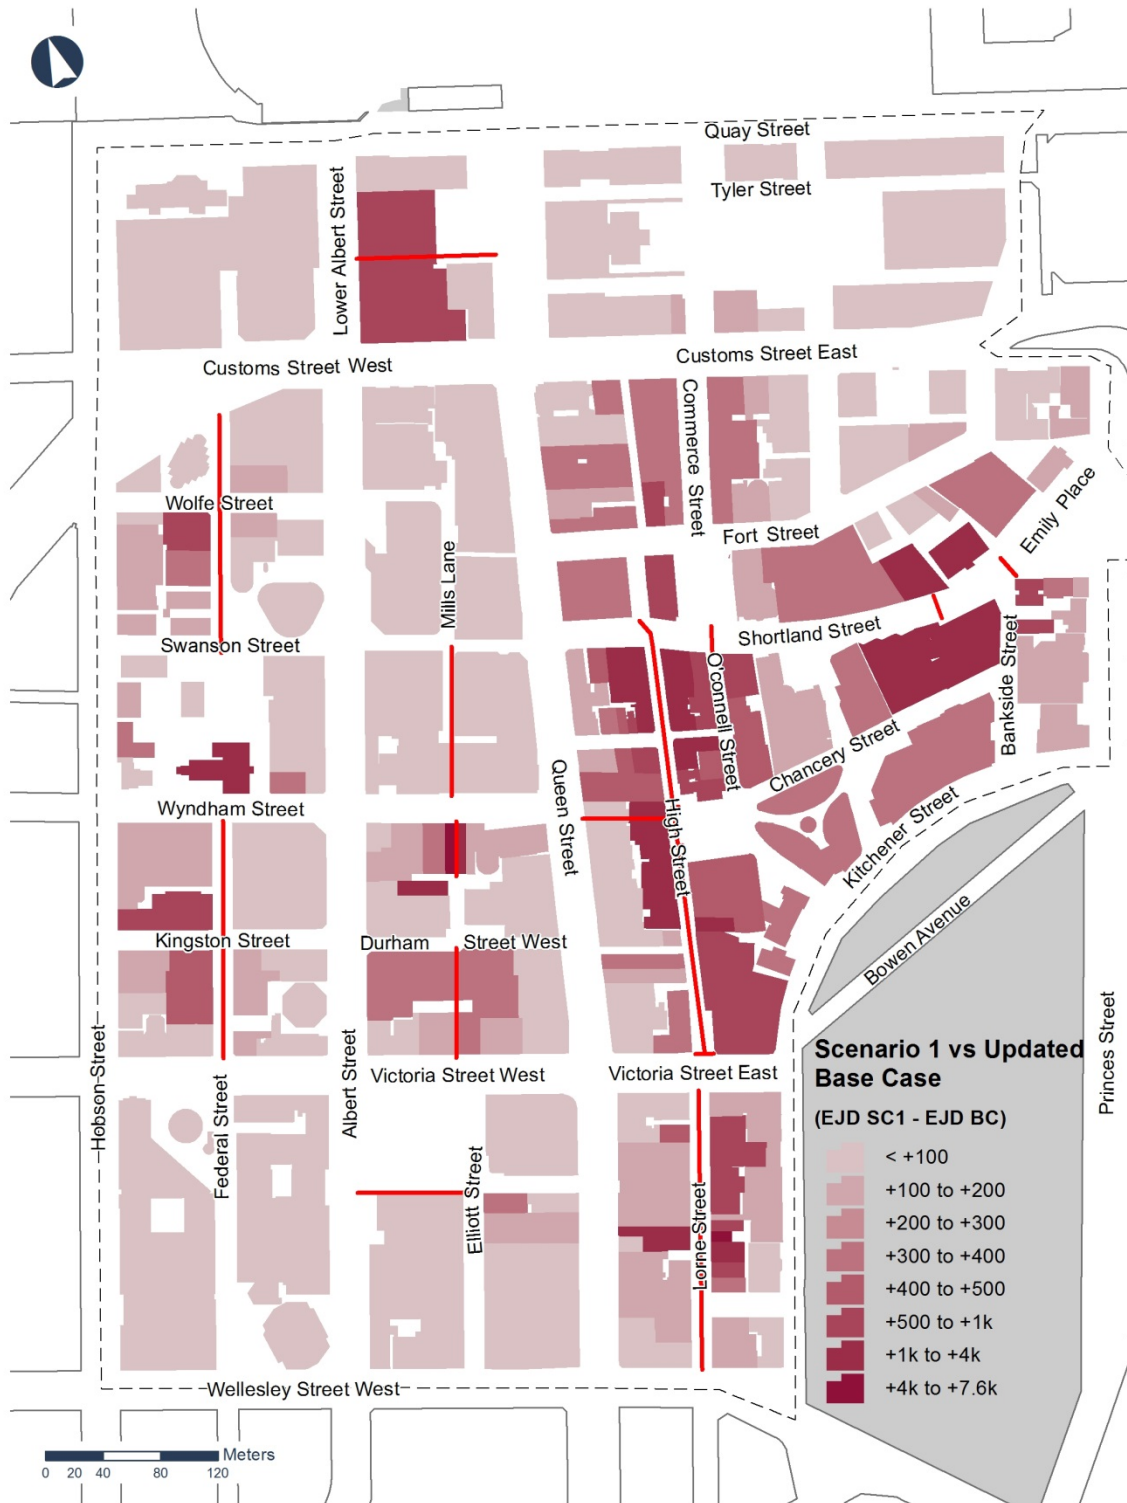 Quay Street
Tyler Street
Lower Albert Street
Customs Street West
Customs Street East
Commerce Street
Wolfe Street
Fort Street
Emily Place
Mills Lane
Swanson Street
Shortland Street
O'connell Street
Bankside Street
Chancery Street
Queen Street
Wyndham Street
High Street
Kitchener Street
Kingston Street
Durham
Street West
Bowen Avenue
Hobson Street
Federal Street
Albert Street
Victoria Street West
Victoria Street East
Princes Street
Elliott Street
Lorne Street
Wellesley Street West
Scenario 1 vs Updated
Base Case
(EJD SC1 - EJD BC)
< +100
+100 to +200
+200 to +300
+300 to +400
+400 to +500
+500 to +1k
+1k to +4k
+4k to +7.6k
Meters
0 20 40 80 120